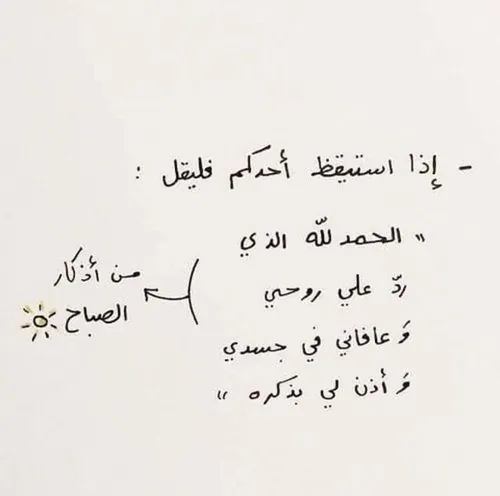 - إذا استيقظ أحدكم فليقل :
" الحمد لله الذي
ردّ علي روحي
وَ عافاني في جسدي
وَ أذن لي بذكره "
من أذكار
الصباح